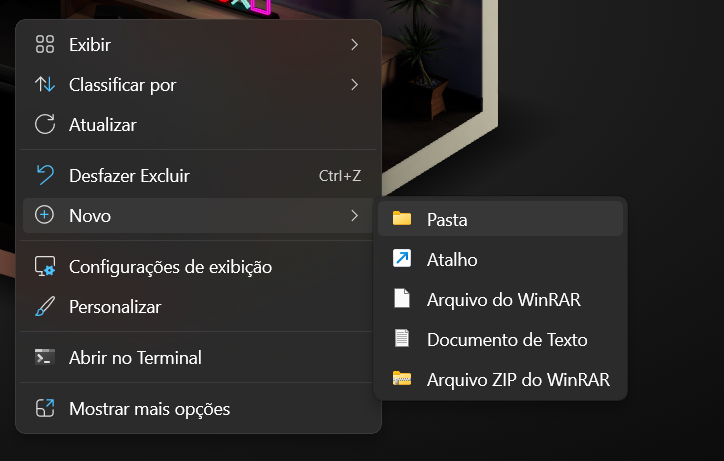 Exibir
Classificar por
Atualizar
Desfazer Excluir Ctrl+Z
Novo
Pasta
Atalho
Arquivo do WinRAR
Documento de Texto
Arquivo ZIP do WinRAR
Configurações de exibição
Personalizar
Abrir no Terminal
Mostrar mais opções